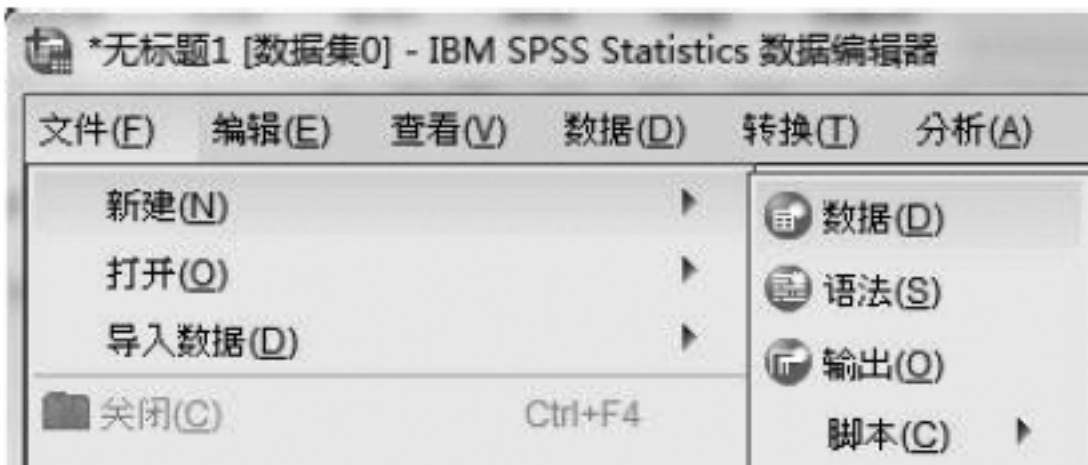 *无标题1 [数据集0] - IBM SPSS Statistics 数据编辑器
文件(F) 编辑(E) 查看(V) 数据(D) 转换(T) 分析(A)
新建(N)
打开(O)
导入数据(D)
关闭(C) Ctrl+F4
数据(D)
语法(S)
输出(O)
脚本(C)